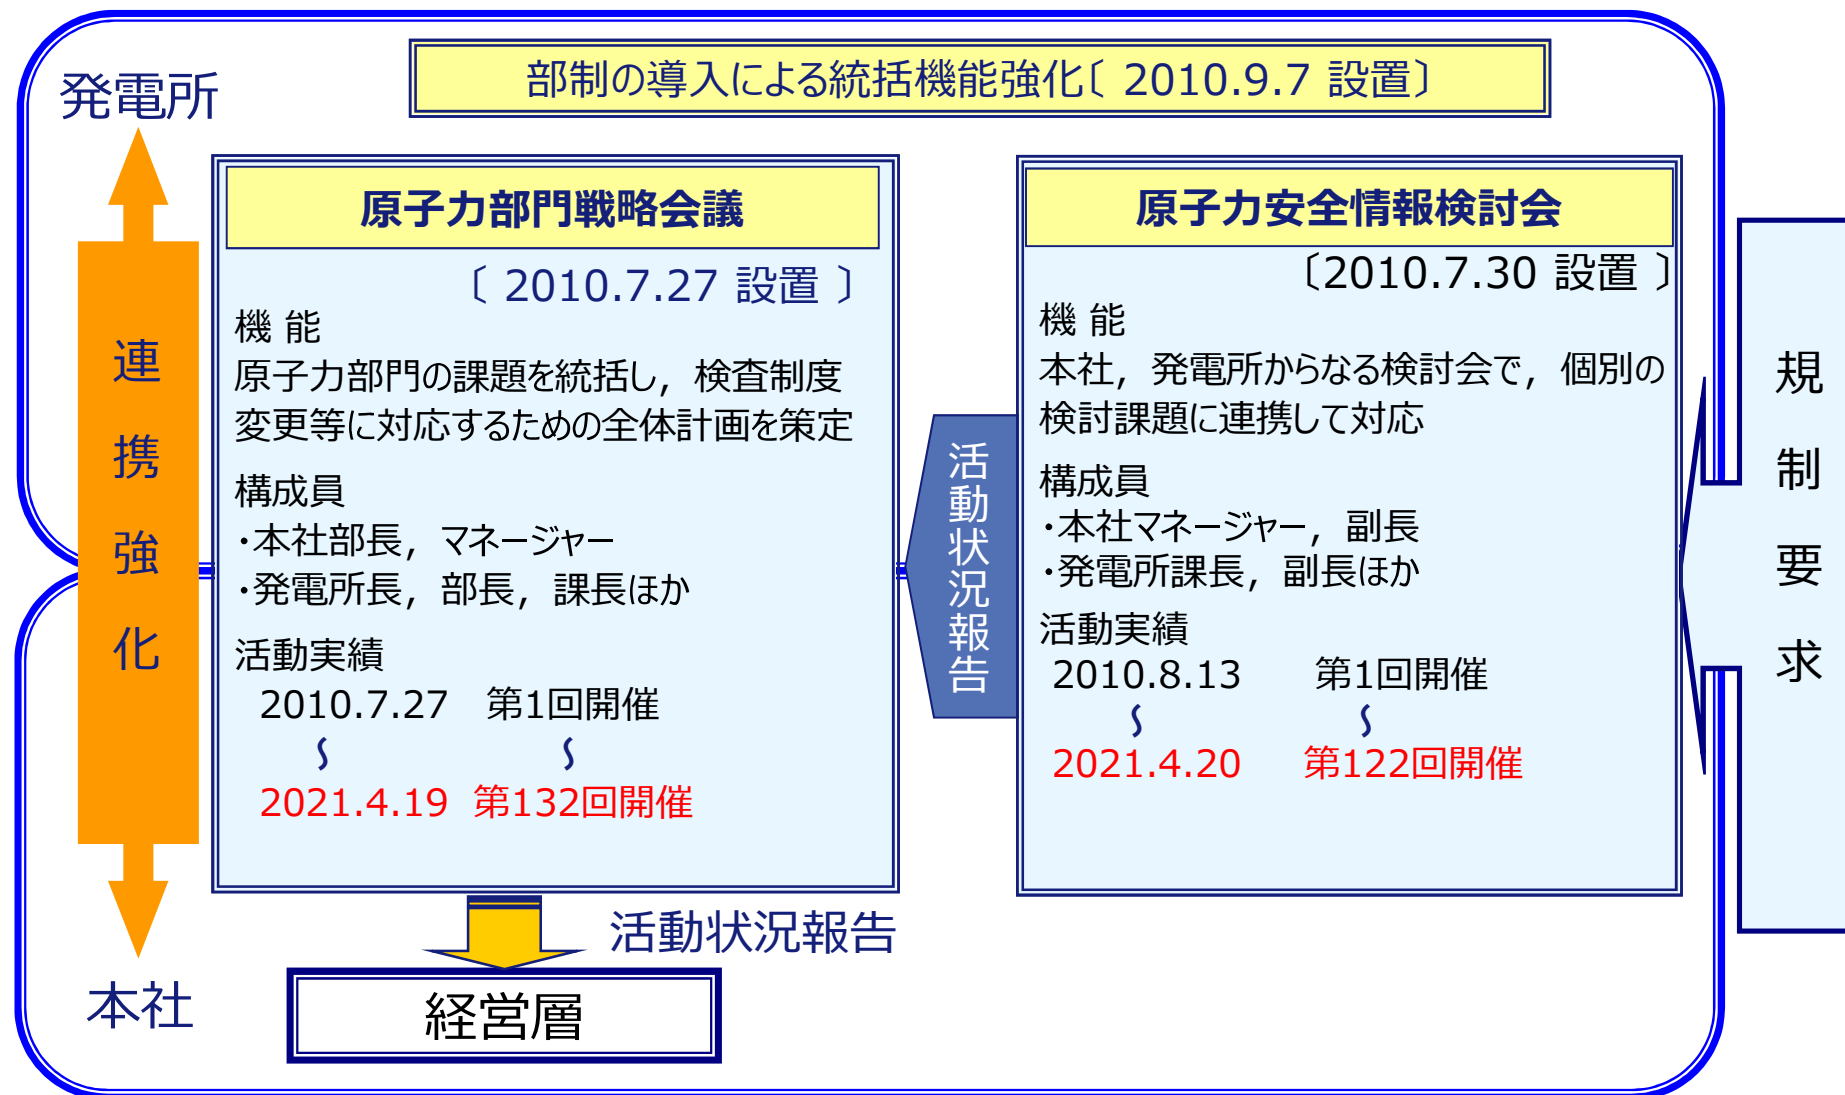 部制の導入による統括機能強化〔 2010.9.7 設置〕
発電所
連
携
強
化
本社
原子力部門戦略会議
〔 2010.7.27 設置 〕
機 能
原子力部門の課題を統括し，検査制度
変更等に対応するための全体計画を策定
構成員
・本社部長，マネージャー
・発電所長，部長，課長ほか
活動実績
2010.7.27 第1回開催
～ ～
2021.4.19 第132回開催
活動状況報告
経営層
活動状況報告
原子力安全情報検討会
〔2010.7.30 設置 〕
機 能
本社，発電所からなる検討会で，個別の
検討課題に連携して対応
構成員
・本社マネージャー，副長
・発電所課長，副長ほか
活動実績
2010.8.13 第1回開催
～ ～
2021.4.20 第122回開催
規
制
要
求